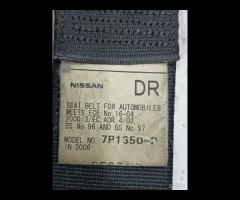 NISSAN
DR
SEAT BELT FOR AUTOMOBILES
MEETS ECE No.16-04
2000/3/EC, ADR 4/03
GS No 96 AND GS No 97
MODEL NO. 7P1350-
IN 2006